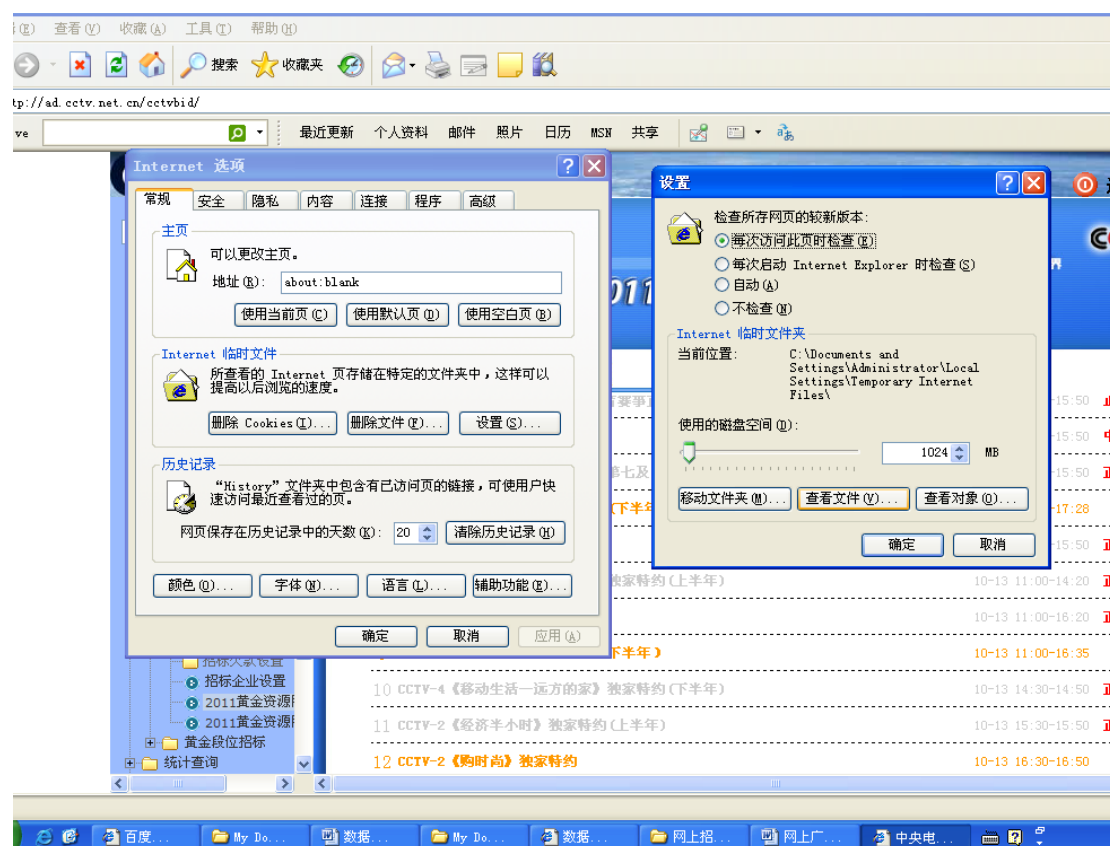 查看(V) 收藏(A) 工具(T) 帮助(H)
搜索 收藏夹
tp://ad.cctv.net.cn/cctvbid/
ve 最近更新 个人资料 邮件 照片 日历 MSN 共享
Internet 选项
常规 安全 隐私 内容 连接 程序 高级
主页
可以更改主页。
地址(R): about:blank
使用当前页(C) 使用默认页(D) 使用空白页(B)
Internet 临时文件
所查看的 Internet 页存储在特定的文件夹中，这样可以
提高以后浏览的速度。
删除 Cookies(I)... 删除文件(F)... 设置(S)...
历史记录
“History”文件夹中包含有已访问页的链接，可使用户快
速访问最近查看过的页。
网页保存在历史记录中的天数(K): 20 清除历史记录(H)
颜色(O)... 字体(N)... 语言(L)... 辅助功能(E)...
确定 取消 应用(A)
设置
检查所存网页的较新版本:
每次访问此页时检查(E)
每次启动 Internet Explorer 时检查(S)
自动(A)
不检查(N)
Internet 临时文件夹
当前位置: C:\Documents and
Settings\Administrator\Local
Settings\Temporary Internet
Files\
使用的磁盘空间(D):
1024 MB
移动文件夹(M)... 查看文件(V)... 查看对象(O)...
确定 取消
011
-15:50
-15:50
第七及 -15:50
(下半年 -17:28
-15:50
独家特约(上半年) 10-13 11:00-14:20
10-13 11:00-16:20
下半年) 10-13 11:00-16:35
10 CCTV-4《移动生活—远方的家》独家特约(下半年) 10-13 14:30-14:50
11 CCTV-2《经济半小时》独家特约(上半年) 10-13 15:30-15:50
12 CCTV-2《购时尚》独家特约 10-13 16:30-16:50
招标企业设置
2011黄金资源
2011黄金资源
黄金段位招标
统计查询
百度... My Do... 数据... My Do... 数据... 网上招... 网上广... 中央电...